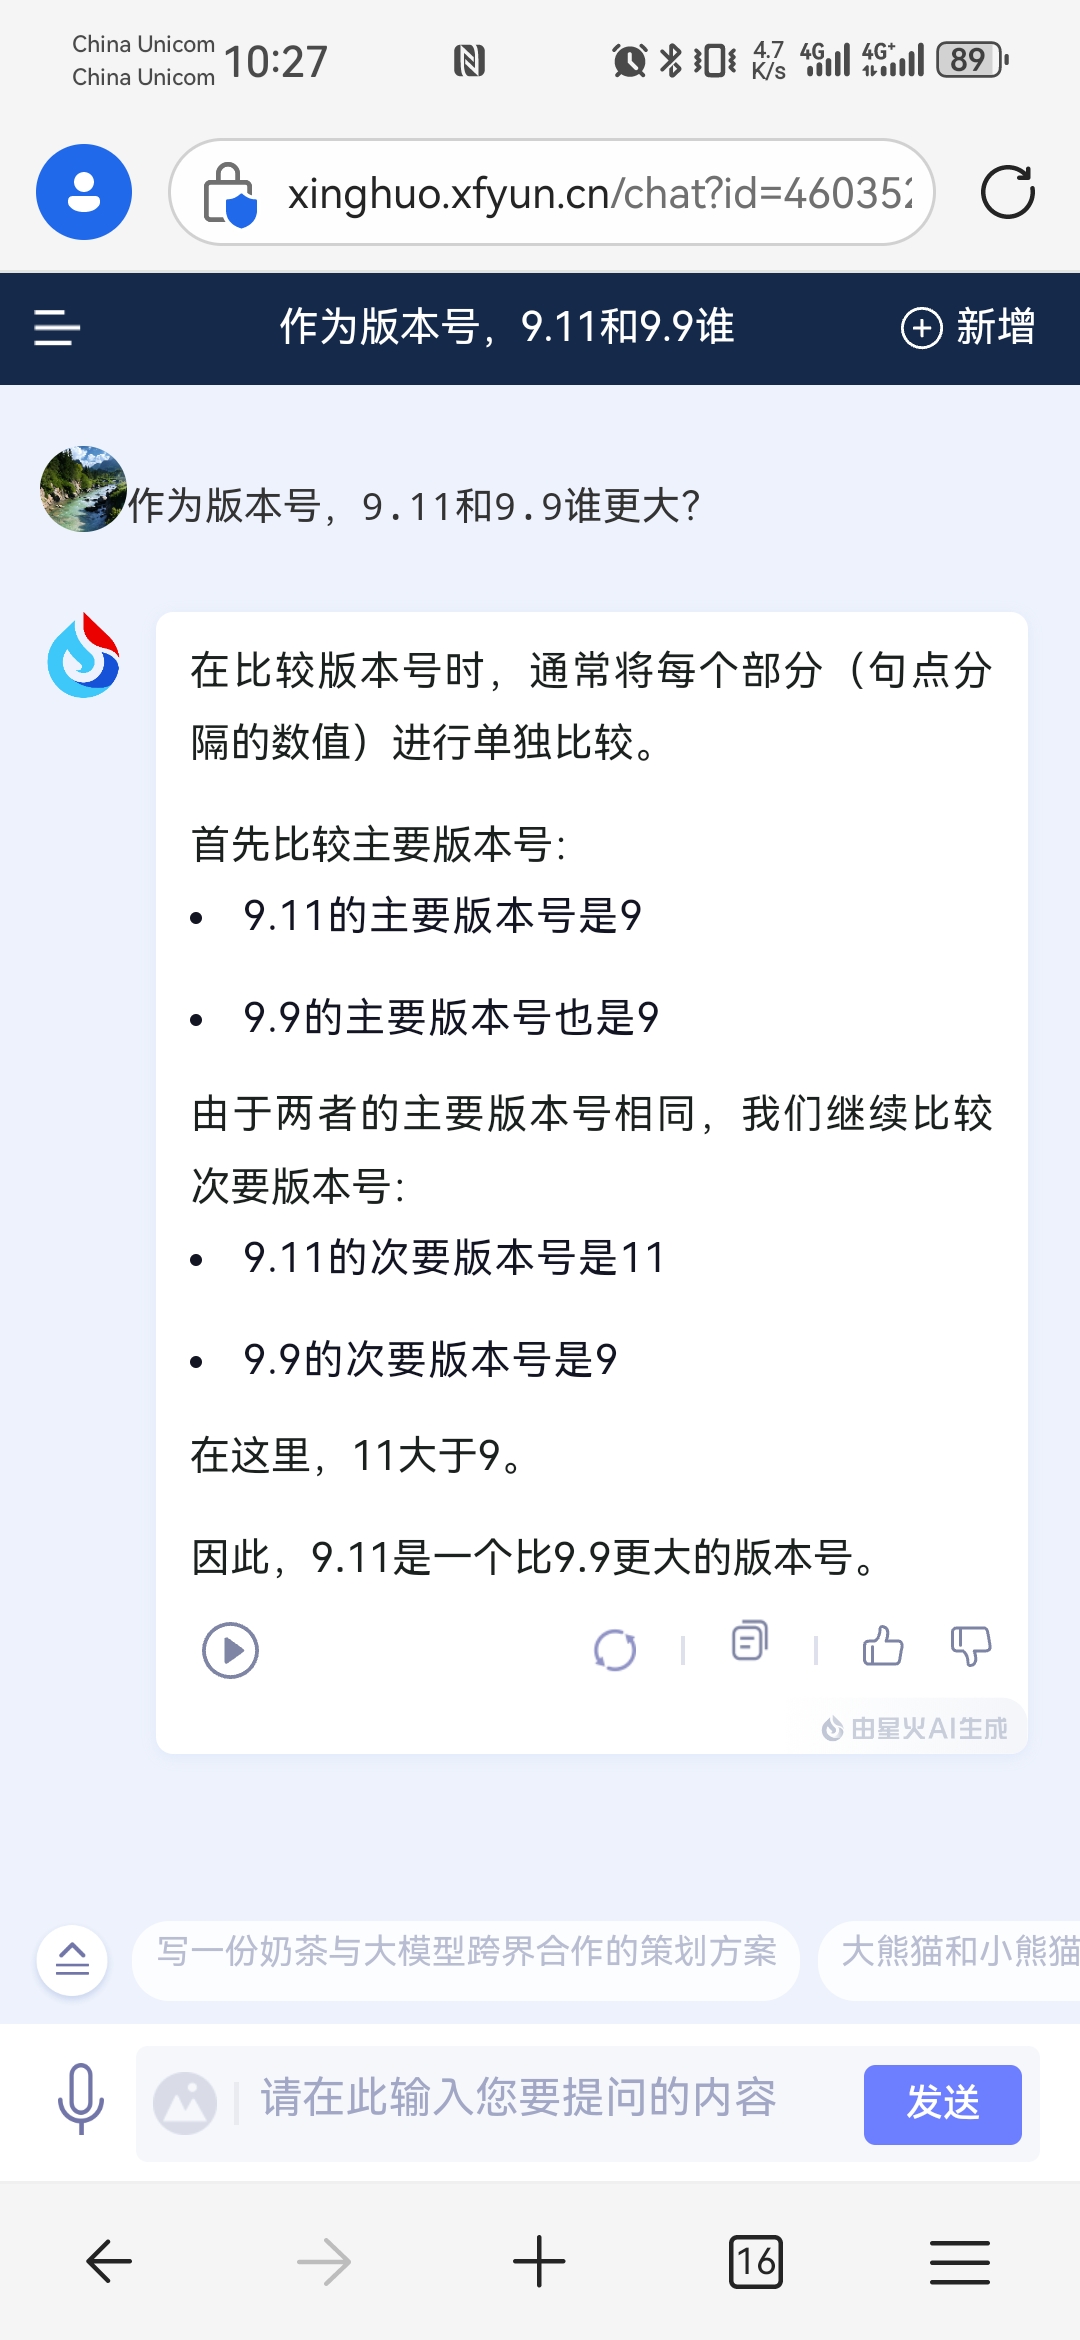 China Unicom
China Unicom
10:27
4.7
K/s
4G
4G+
89
xinghuo.xfyun.cn/chat?id=46035
作为版本号，9.11和9.9谁
新增
作为版本号，9.11和9.9谁更大？
在比较版本号时，通常将每个部分（句点分
隔的数值）进行单独比较。
首先比较主要版本号：
• 9.11的主要版本号是9
• 9.9的主要版本号也是9
由于两者的主要版本号相同，我们继续比较
次要版本号：
• 9.11的次要版本号是11
• 9.9的次要版本号是9
在这里，11大于9。
因此，9.11是一个比9.9更大的版本号。
由星火AI生成
写一份奶茶与大模型跨界合作的策划方案
大熊猫和小熊猫
请在此输入您要提问的内容
发送
16